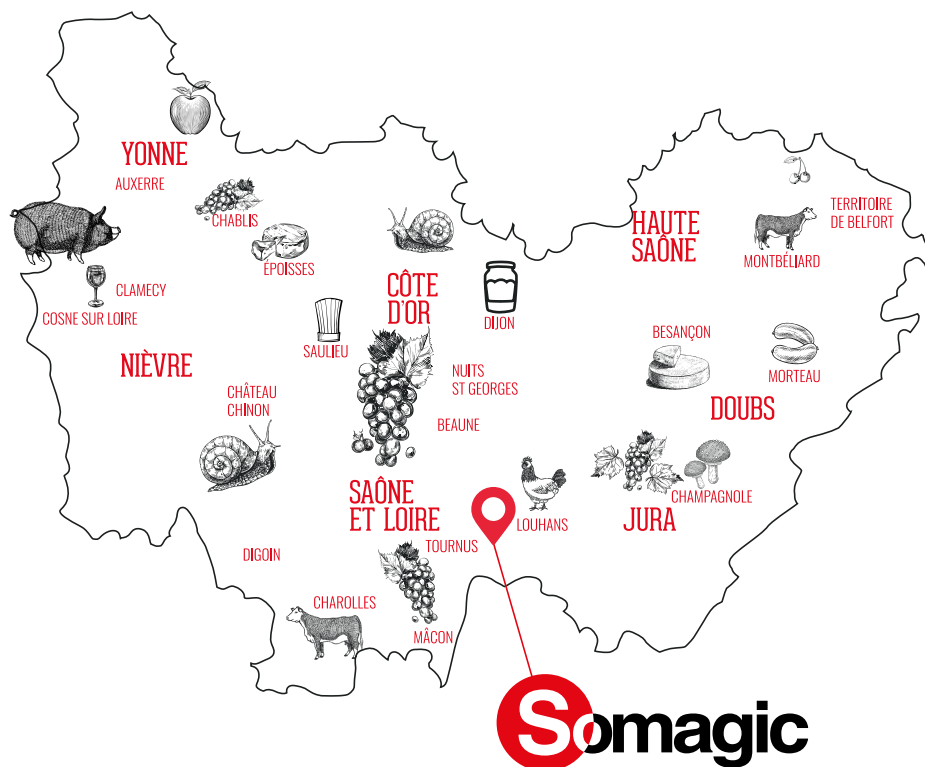 YONNE
AUXERRE
CHABLIS
ÉPOISSES
CLAMECY
COSNE SUR LOIRE
NIÈVRE
CHÂTEAU
CHINON
SAULIEU
CÔTE
D'OR
DIJON
NUITS
ST GEORGES
BEAUNE
HAUTE
SAÔNE
TERRITOIRE
DE BELFORT
MONTBÉLIARD
BESANÇON
MORTEAU
DOUBS
CHAMPAGNOLE
JURA
LOUHANS
SAÔNE
ET LOIRE
TOURNUS
DIGOIN
CHAROLLES
MÂCON
Somagic